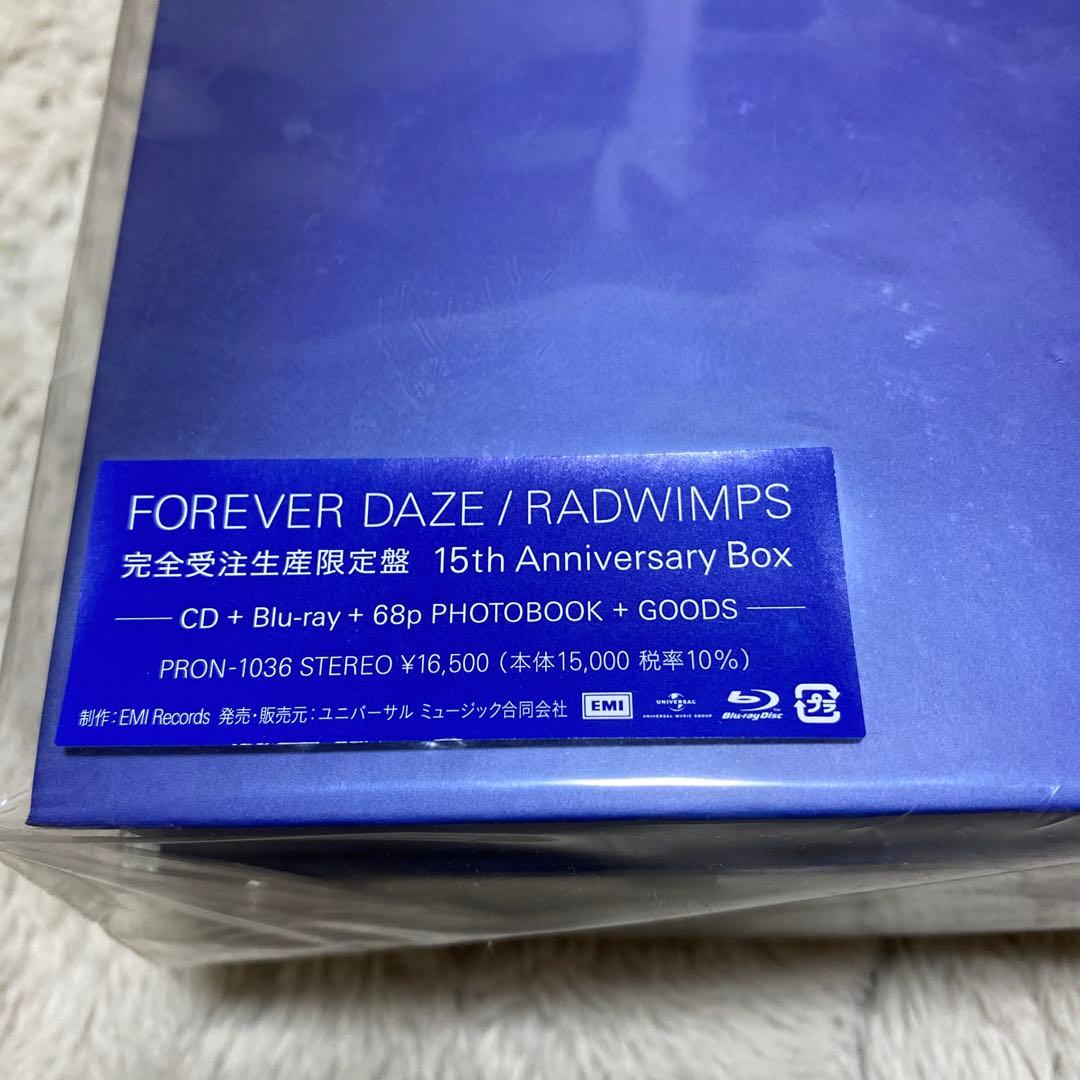 FOREVER DAZE / RADWIMPS
完全受注生産限定盤 15th Anniversary Box
CD + Blu-ray + 68p PHOTOBOOK + GOODS
PRON-1036 STEREO ¥16,500 (本体15,000 税率10%)
制作:EMI Records 発売・販売元:ユニバーサル ミュージック合同会社 EMI UNIVERSAL UNIVERSAL MUSIC GROUP Blu-ray Disc プラ